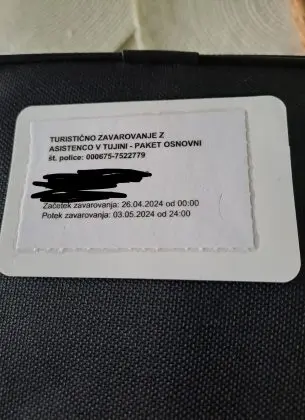 TURISTIČNO ZAVAROVANJE Z
ASISTENCO V TUJINI - PAKET OSNOVNI
št. police: 000675-7522779
Začetek zavarovanja: 26.04.2024 od 00:00
Potek zavarovanja: 03.05.2024 od 24:00